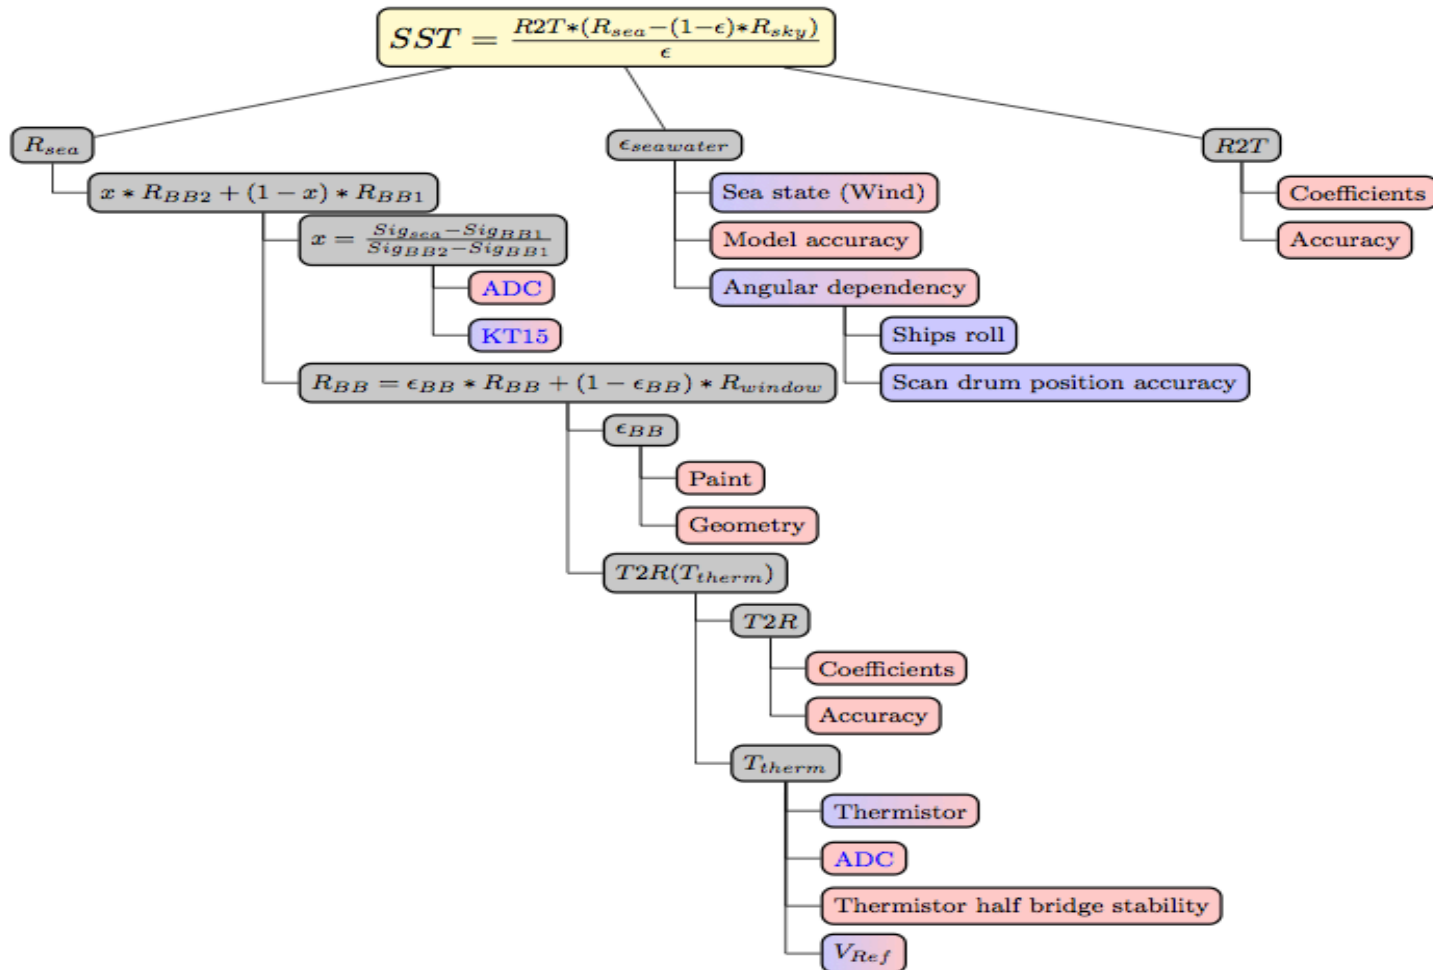 SST = R2T*(R_sea−(1−ϵ)*R_sky) / ϵ
R_sea
ϵ_seawater
R2T
x * R_BB2 + (1 − x) * R_BB1
Sea state (Wind)
Coefficients
x = Sig_sea−Sig_BB1 / Sig_BB2−Sig_BB1
Model accuracy
Accuracy
ADC
Angular dependency
KT15
Ships roll
R_BB = ϵ_BB * R_BB + (1 − ϵ_BB) * R_window
Scan drum position accuracy
ϵ_BB
Paint
Geometry
T2R(T_therm)
T2R
Coefficients
Accuracy
T_therm
Thermistor
ADC
Thermistor half bridge stability
V_Ref